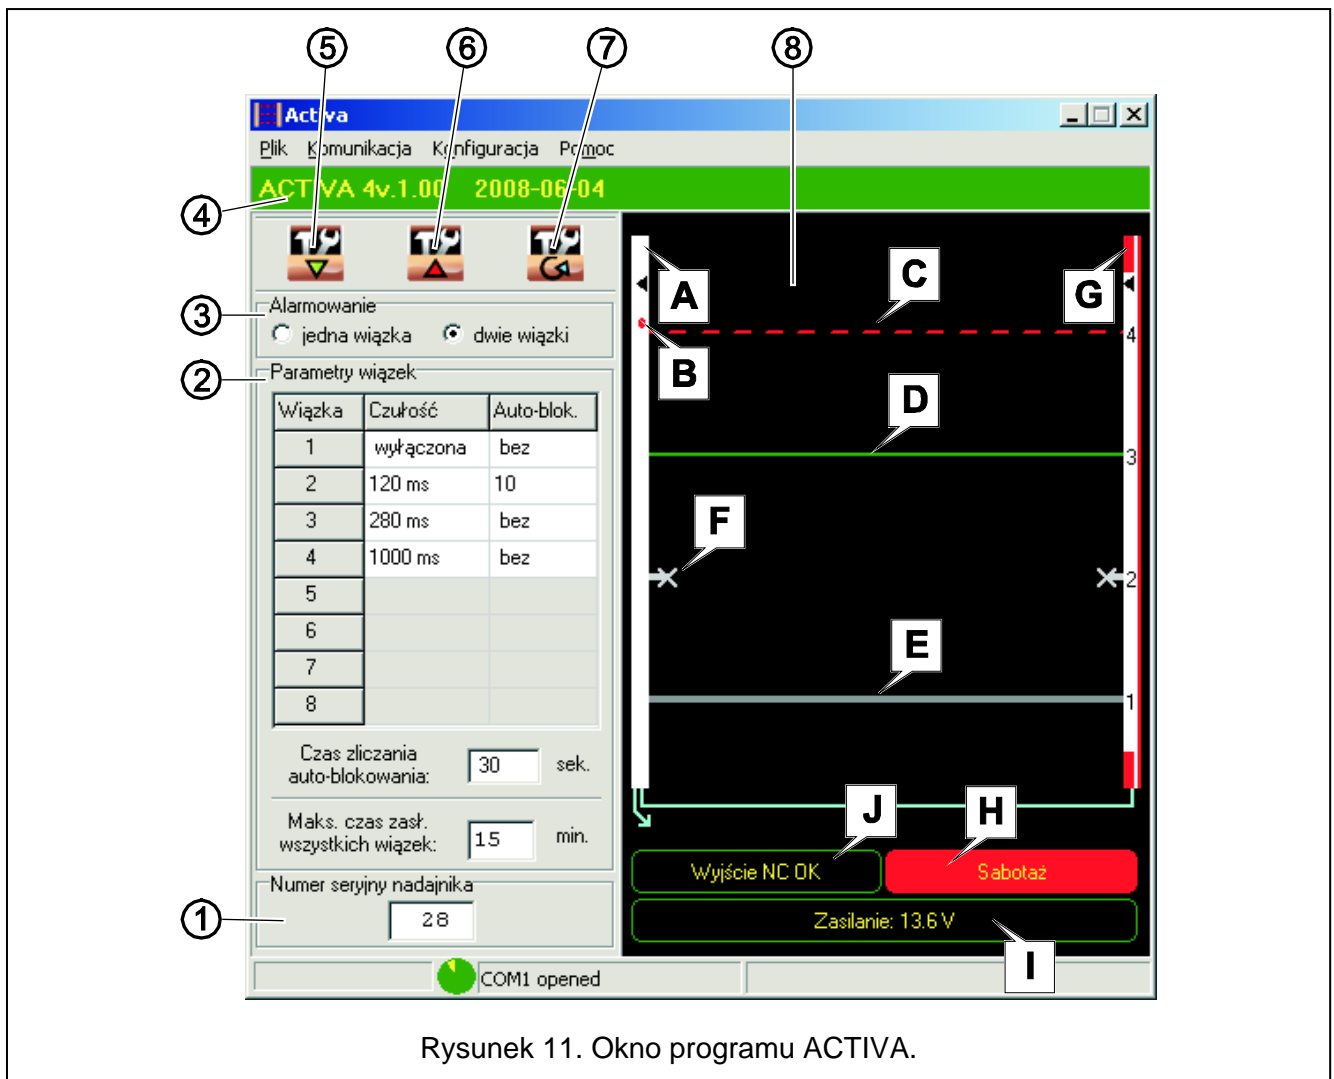 5 6 7 8
Activa
Plik Komunikacja Konfiguracja Pomoc
ACTIVA 4v.1.00 2008-06-04
4
3
Alarmowanie
jedna wiązka dwie wiązki
2
Parametry wiązek
Wiązka Czułość Auto-blok.
1 wyłączona bez
2 120 ms 10
3 280 ms bez
4 1000 ms bez
5
6
7
8
Czas zliczania
auto-blokowania: 30 sek.
Maks. czas zasł.
wszystkich wiązek: 15 min.
1
Numer seryjny nadajnika
28
COM1 opened
A
C
G
B
4
D
3
F
2
E
1
J
H
Wyjście NC OK Sabotaż
Zasilanie: 13.6 V
I
Rysunek 11. Okno programu ACTIVA.